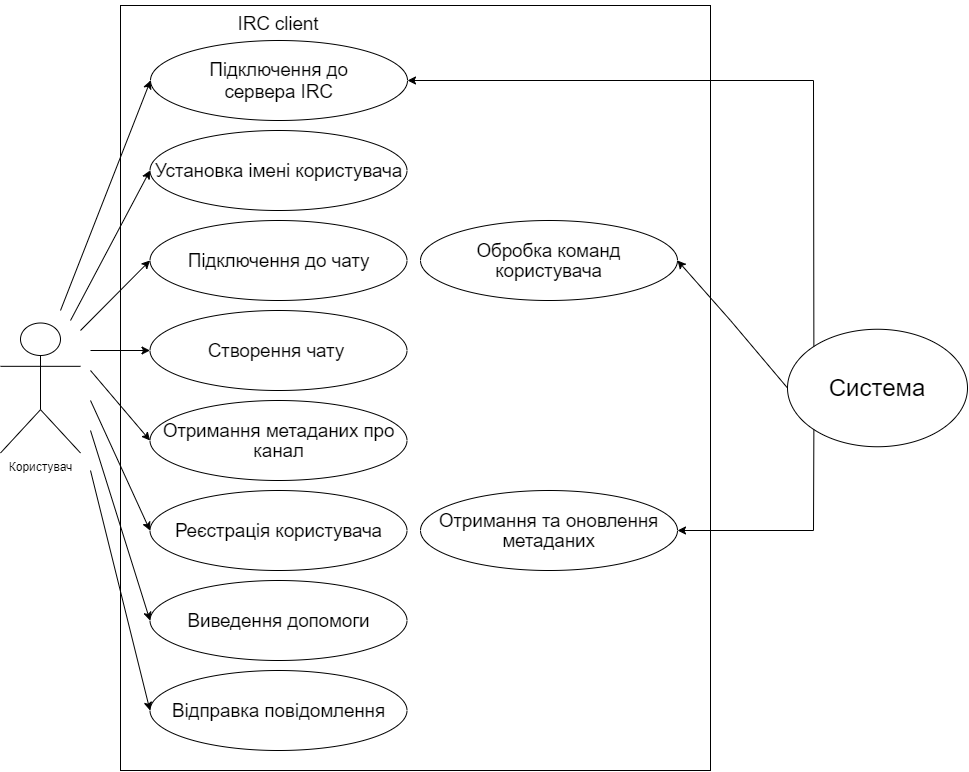 IRC client
Підключення до
сервера IRC
Установка імені користувача
Підключення до чату
Обробка команд
користувача
Створення чату
Система
Отримання метаданих про
канал
Користувач
Реєстрація користувача
Отримання та оновлення
метаданих
Виведення допомоги
Відправка повідомлення